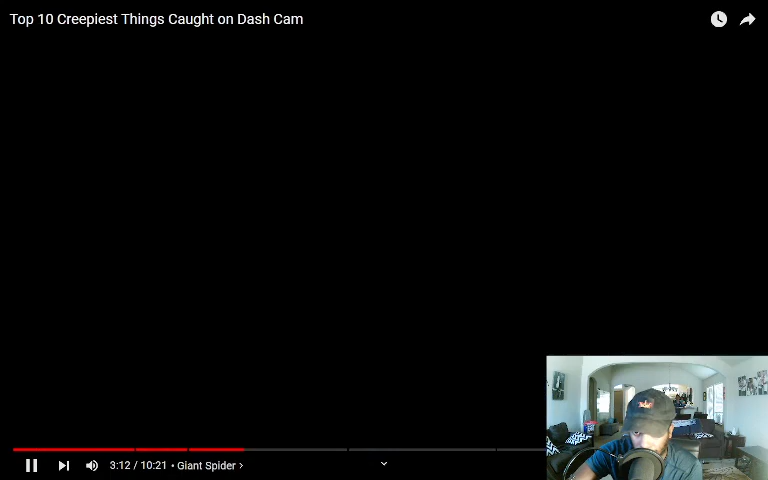 Top 10 Creepiest Things Caught on Dash Cam
3:12 / 10:21 • Giant Spider ›